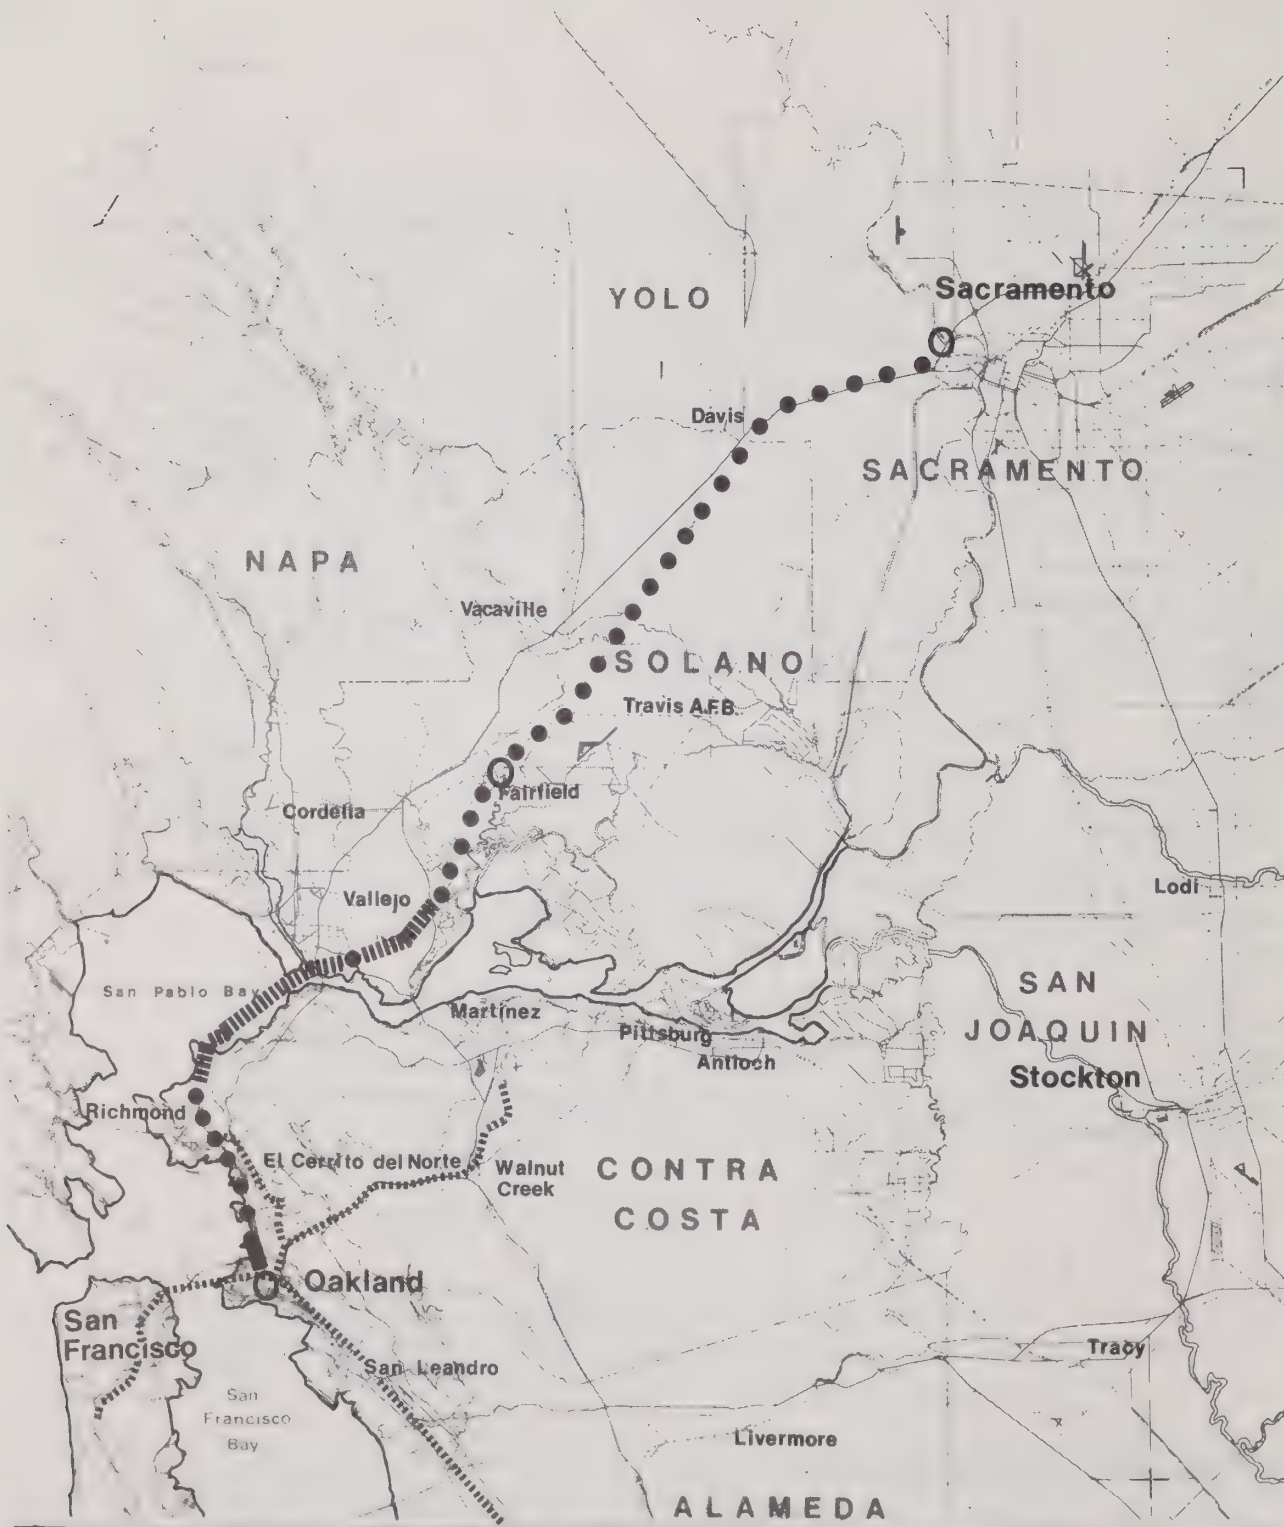 YOLO
Sacramento
Davis
SACRAMENTO
NAPA
Vacaville
SOLANO
Travis A.F.B.
Fairfield
Cordelia
Vallejo
Lodi
San Pablo Bay
SAN
JOAQUIN
Martinez
Pittsburg
Antioch
Stockton
Richmond
El Cerrito del Norte
Walnut
Creek
CONTRA
COSTA
Oakland
San
Francisco
San Leandro
Tracy
San
Francisco
Bay
Livermore
ALAMEDA